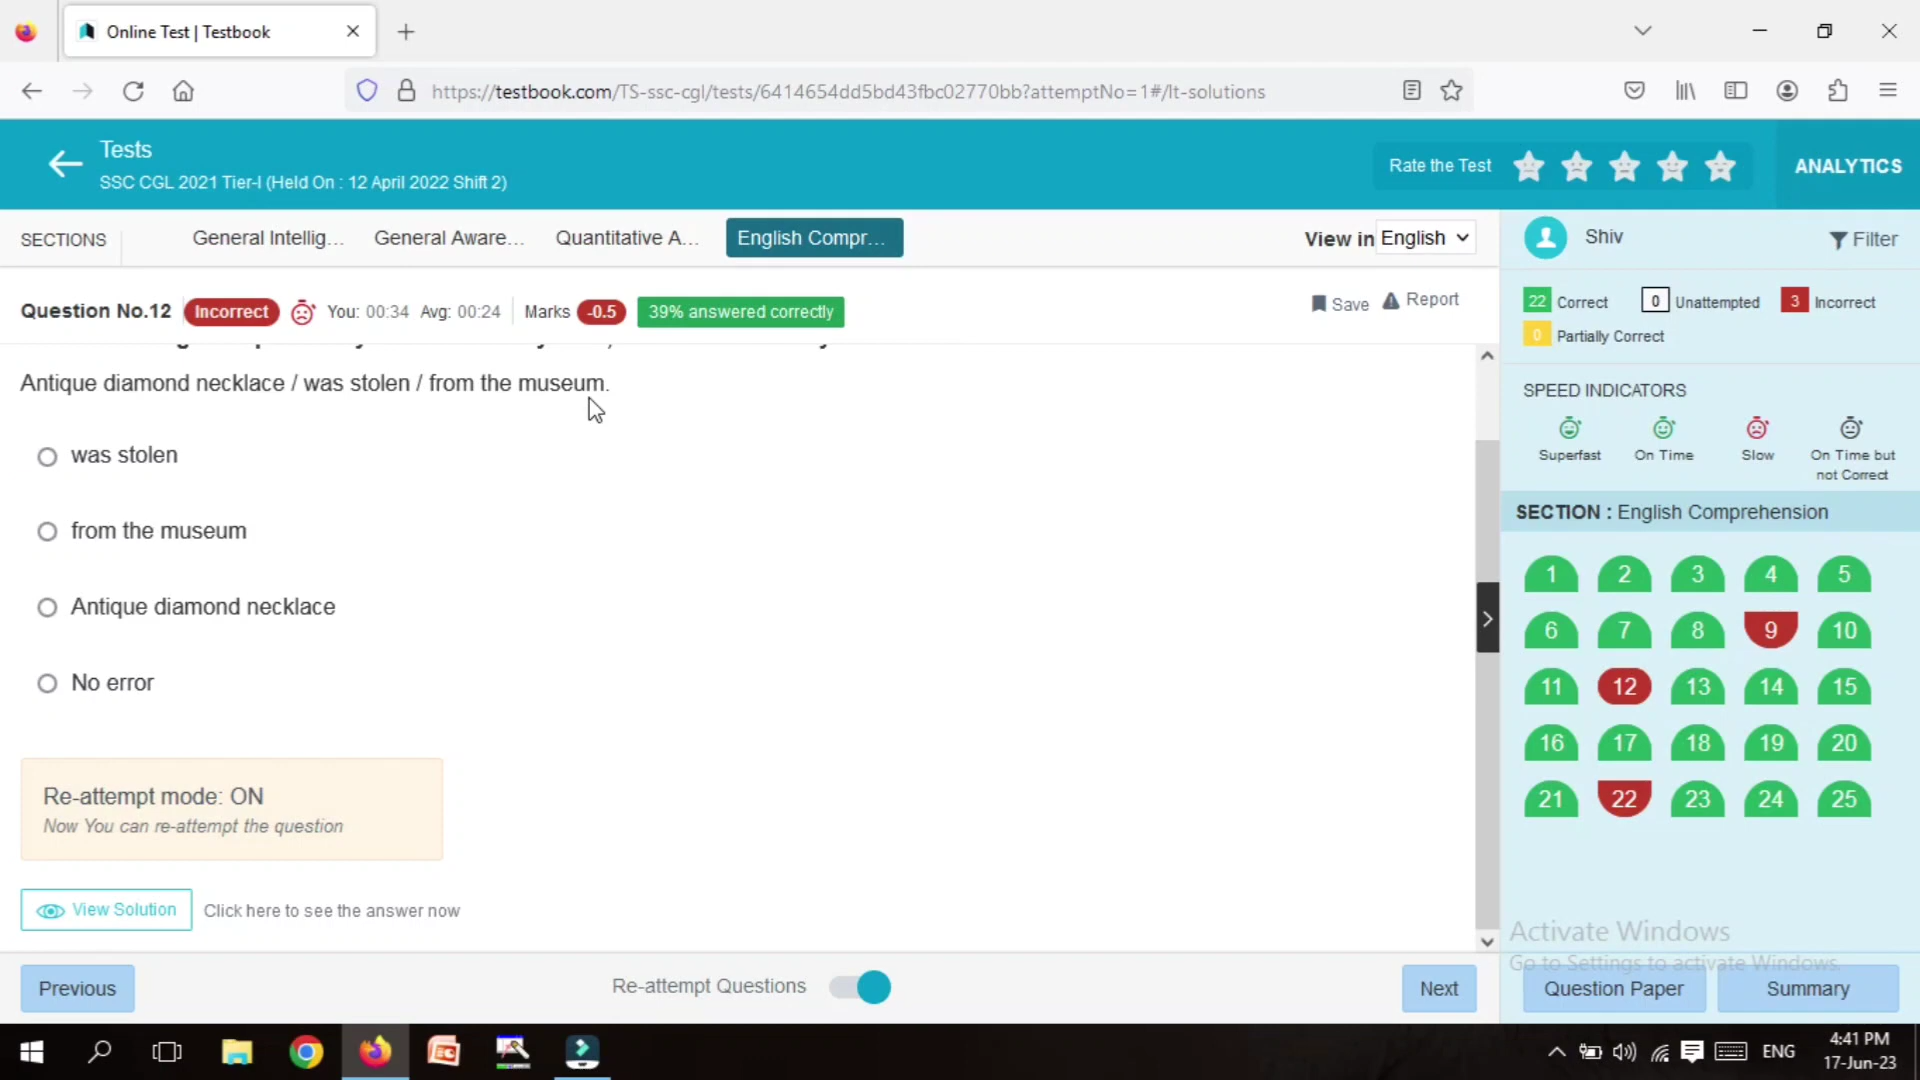 Online Test | Testbook
https://testbook.com/TS-ssc-cgl/tests/6414654dd5bd43fbc02770bb?attemptNo=1#/lt-solutions
Tests
SSC CGL 2021 Tier-I (Held On : 12 April 2022 Shift 2)
Rate the Test
ANALYTICS
SECTIONS
General Intellig...
General Aware...
Quantitative A...
English Compr...
View in English
Shiv
Filter
Question No.12
Incorrect
You: 00:34 Avg: 00:24
Marks -0.5
39% answered correctly
Save
Report
22 Correct
0 Unattempted
3 Incorrect
0 Partially Correct
Antique diamond necklace / was stolen / from the museum.
was stolen
from the museum
Antique diamond necklace
No error
Re-attempt mode: ON
Now You can re-attempt the question
View Solution
Click here to see the answer now
SPEED INDICATORS
Superfast
On Time
Slow
On Time but
not Correct
SECTION : English Comprehension
1 2 3 4 5
6 7 8 9 10
11 12 13 14 15
16 17 18 19 20
21 22 23 24 25
Activate Windows
Go to Settings to activate Windows.
Previous
Re-attempt Questions
Next
Question Paper
Summary
ENG
4:41 PM
17-Jun-23